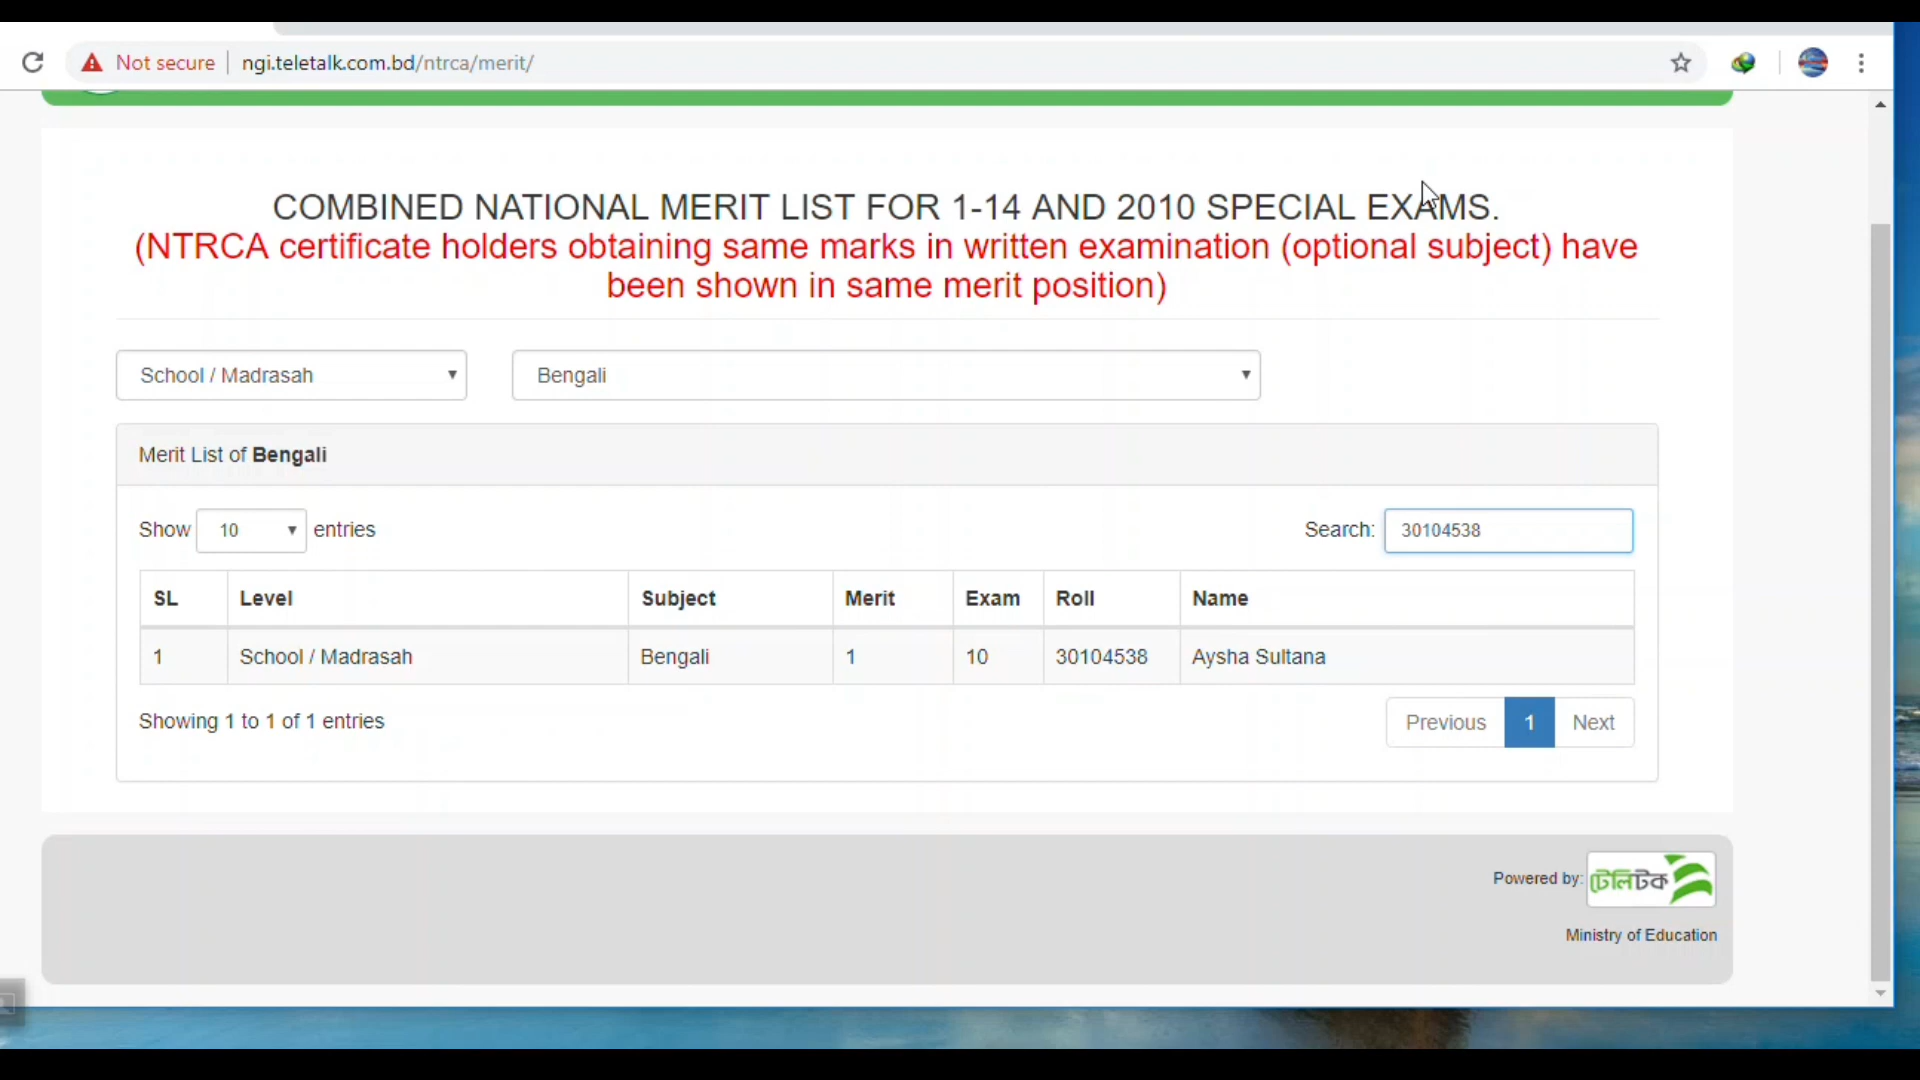 Not secure ngi.teletalk.com.bd/ntrca/merit/
COMBINED NATIONAL MERIT LIST FOR 1-14 AND 2010 SPECIAL EXAMS.
(NTRCA certificate holders obtaining same marks in written examination (optional subject) have
been shown in same merit position)
School / Madrasah Bengali
Merit List of Bengali
Show 10 entries Search: 30104538
SL Level Subject Merit Exam Roll Name
1 School / Madrasah Bengali 1 10 30104538 Aysha Sultana
Showing 1 to 1 of 1 entries Previous 1 Next
Powered by: টেলিটক
Ministry of Education